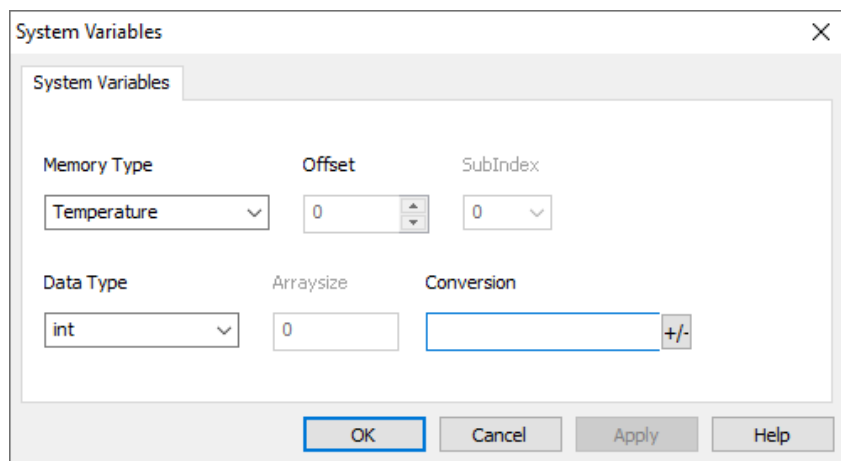 System Variables
System Variables
Memory Type Offset SubIndex
Temperature 0 0
Data Type Arraysize Conversion
int 0 +/-
OK Cancel Apply Help